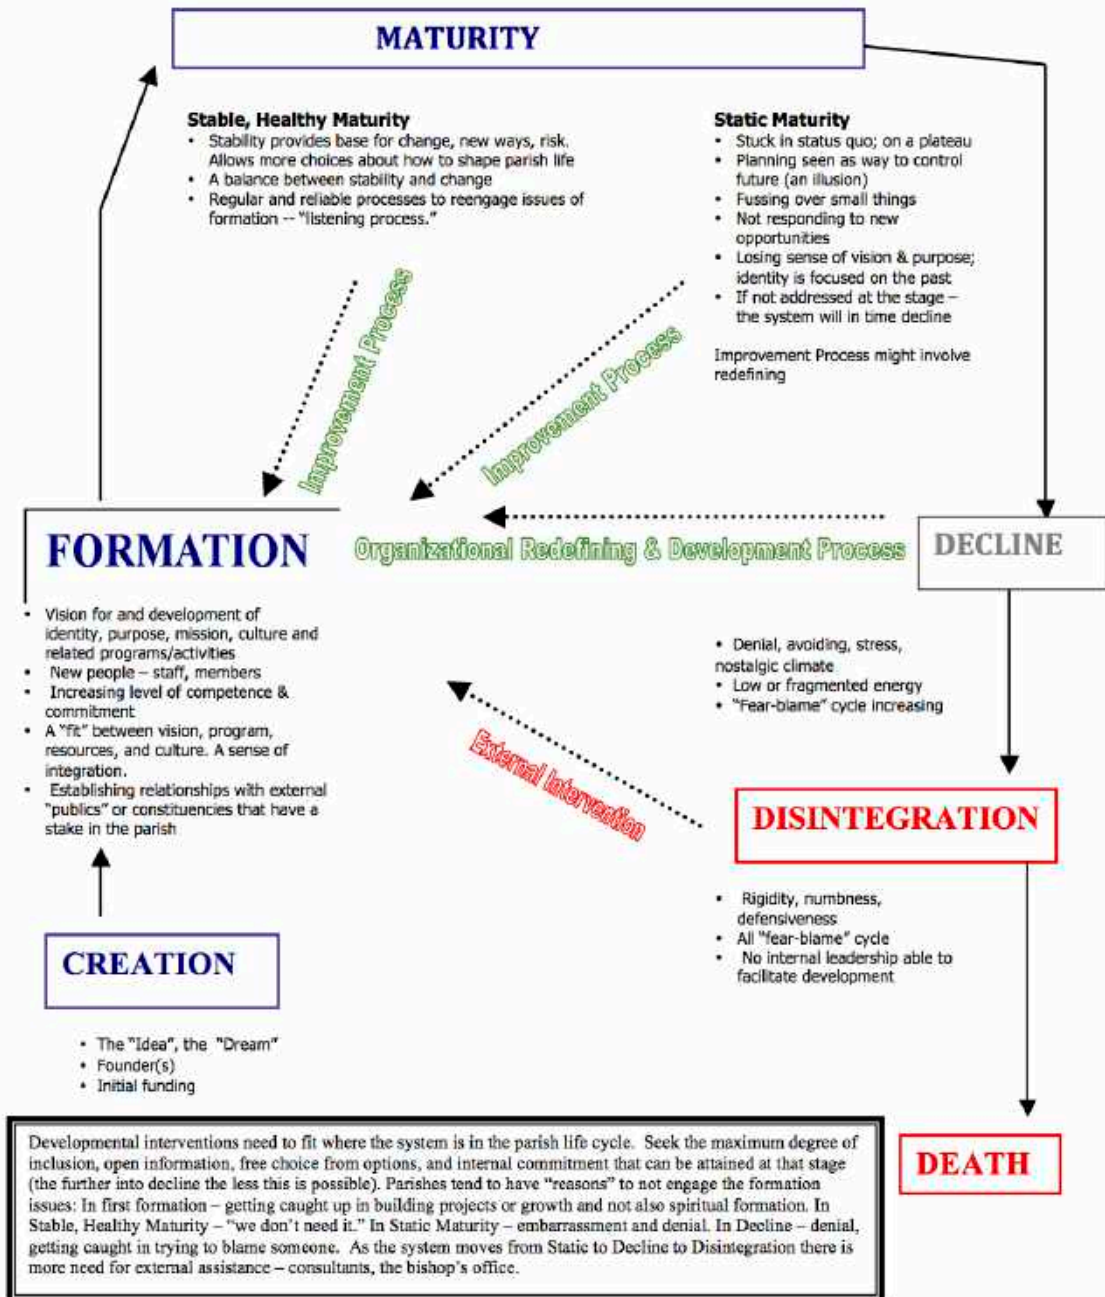 MATURITY
Stable, Healthy Maturity
• Stability provides base for change, new ways, risk.
Allows more choices about how to shape parish life
• A balance between stability and change
• Regular and reliable processes to reengage issues of
formation -- "listening process."
Static Maturity
• Stuck in status quo; on a plateau
• Planning seen as way to control
future (an illusion)
• Fussing over small things
• Not responding to new
opportunities
• Losing sense of vision & purpose;
identity is focused on the past
• If not addressed at the stage –
the system will in time decline
Improvement Process might involve
redefining
Improvement Process
Improvement Process
FORMATION
Organizational Redefining & Development Process
DECLINE
• Vision for and development of
identity, purpose, mission, culture and
related programs/activities
• New people – staff, members
• Increasing level of competence &
commitment
• A "fit" between vision, program,
resources, and culture. A sense of
integration.
• Establishing relationships with external
"publics" or constituencies that have a
stake in the parish
• Denial, avoiding, stress,
nostalgic climate
• Low or fragmented energy
• "Fear-blame" cycle increasing
External Intervention
DISINTEGRATION
• Rigidity, numbness,
defensiveness
• All "fear-blame" cycle
• No internal leadership able to
facilitate development
CREATION
• The "Idea", the "Dream"
• Founder(s)
• Initial funding
Developmental interventions need to fit where the system is in the parish life cycle. Seek the maximum degree of
inclusion, open information, free choice from options, and internal commitment that can be attained at that stage
(the further into decline the less this is possible). Parishes tend to have "reasons" to not engage the formation
issues: In first formation – getting caught up in building projects or growth and not also spiritual formation. In
Stable, Healthy Maturity – "we don't need it." In Static Maturity – embarrassment and denial. In Decline – denial,
getting caught in trying to blame someone. As the system moves from Static to Decline to Disintegration there is
more need for external assistance – consultants, the bishop's office.
DEATH